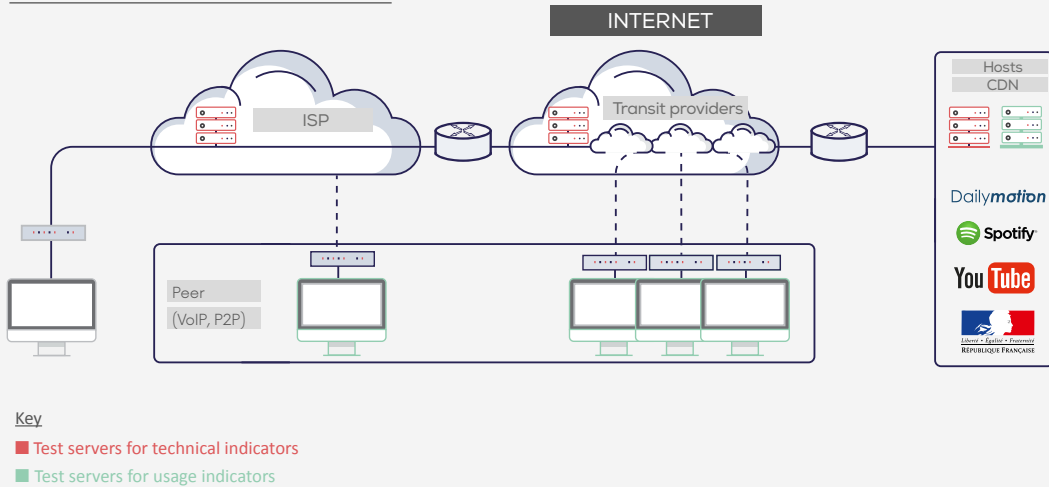 INTERNET
Hosts
CDN
ISP
Transit providers
Dailymotion
Spotify
YouTube
Peer
(VoIP, P2P)
Liberté • Égalité • Fraternité
RÉPUBLIQUE FRANÇAISE
Key
Test servers for technical indicators
Test servers for usage indicators